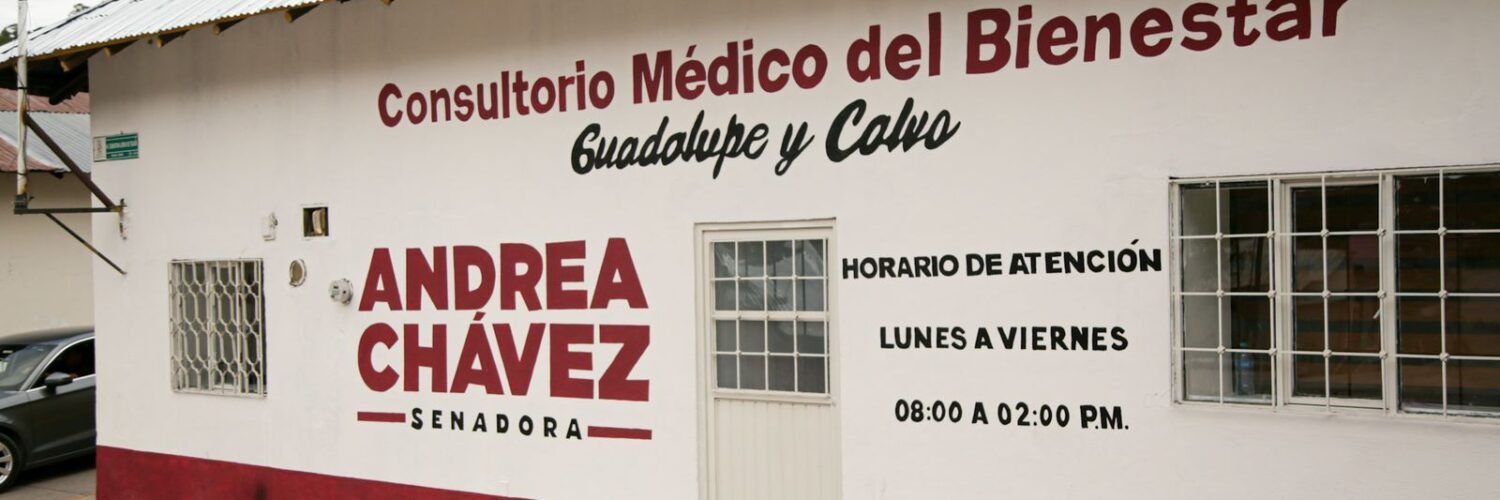 Consultorio Médico del Bienestar
Guadalupe y Calvo
ANDREA
CHÁVEZ
SENADORA
HORARIO DE ATENCIÓN
LUNES A VIERNES
08:00 A 02:00 P.M.